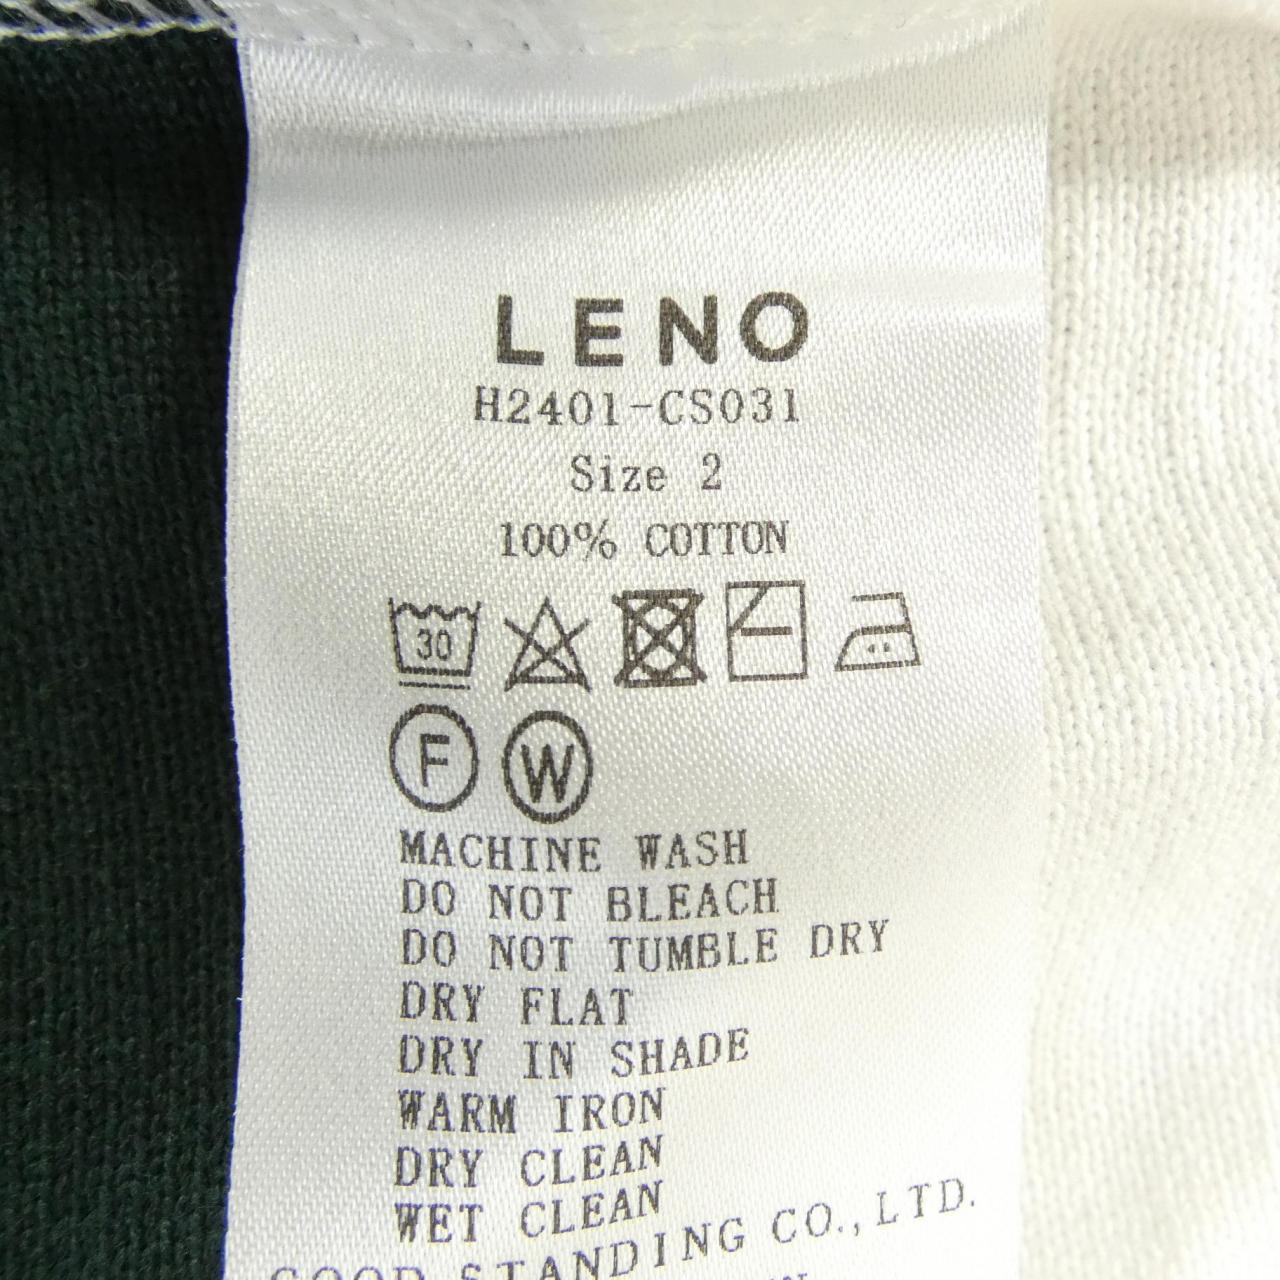 LENO
H2401-CS031
Size 2
100% COTTON
30
F W
MACHINE WASH
DO NOT BLEACH
DO NOT TUMBLE DRY
DRY FLAT
DRY IN SHADE
WARM IRON
DRY CLEAN
WET CLEAN
GOOD STANDING CO., LTD.